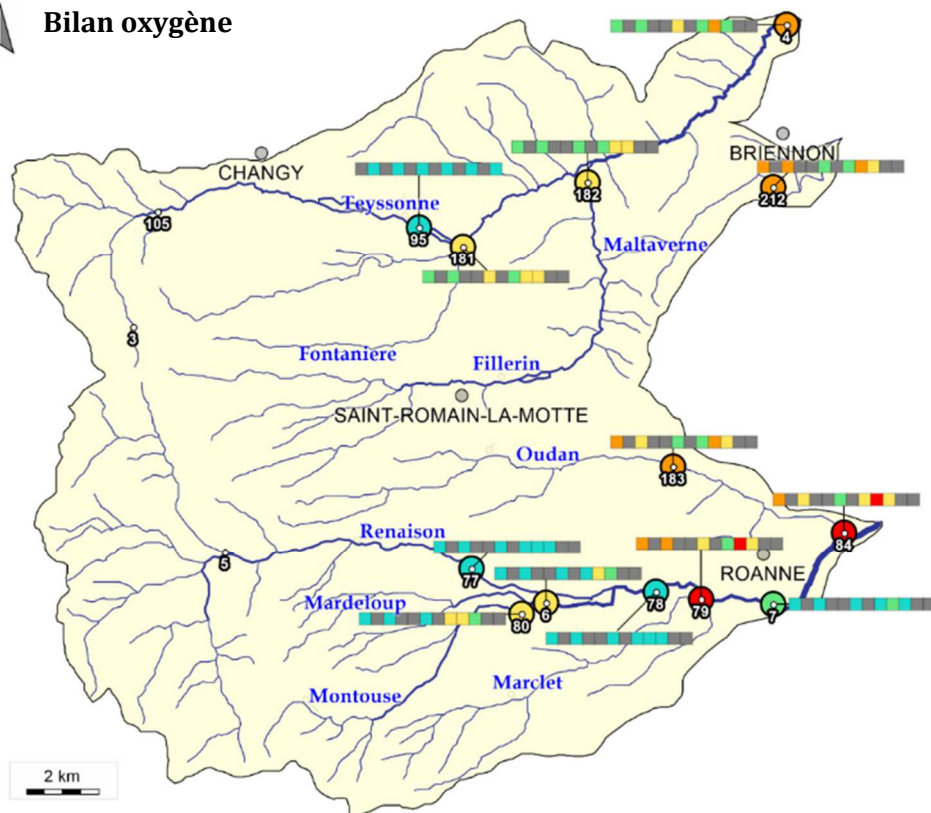 Bilan oxygène
4
CHANGY
BRIENNON
182
212
Teyssonne
105
95
181
Maltaverne
3
Fontaniere
Fillerin
SAINT-ROMAIN-LA-MOTTE
Oudan
183
Renaison
84
5
77
ROANNE
Mardeloup
80
6
78
79
7
Montouse
Marclet
2 km